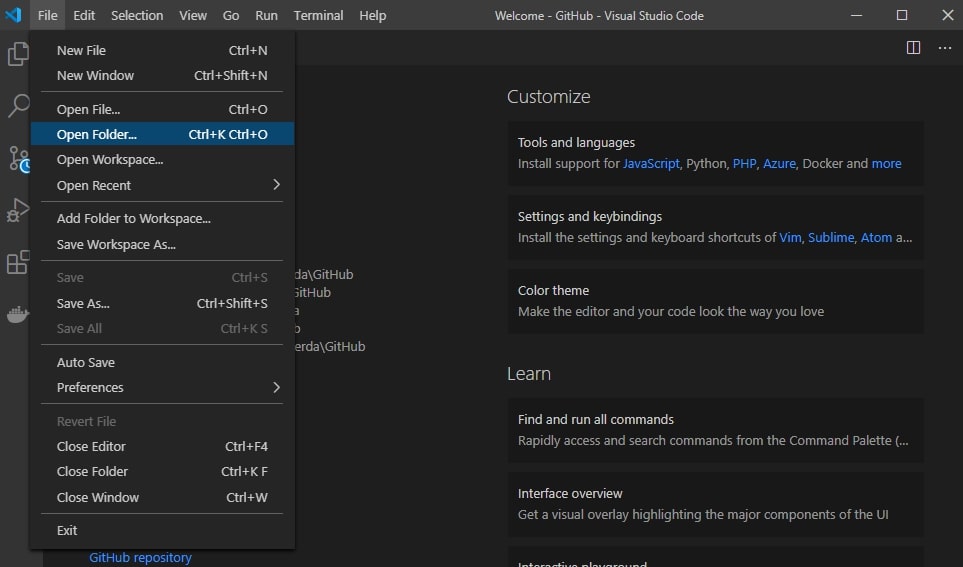 File Edit Selection View Go Run Terminal Help Welcome - GitHub - Visual Studio Code
New File Ctrl+N
New Window Ctrl+Shift+N
Open File... Ctrl+O
Open Folder... Ctrl+K Ctrl+O
Open Workspace...
Open Recent
Add Folder to Workspace...
Save Workspace As...
Save Ctrl+S
Save As... Ctrl+Shift+S
Save All Ctrl+K S
Auto Save
Preferences
Revert File
Close Editor Ctrl+F4
Close Folder Ctrl+K F
Close Window Ctrl+W
Exit
da\GitHub
GitHub
a
b
erda\GitHub
GitHub repository
Customize
Tools and languages
Install support for JavaScript, Python, PHP, Azure, Docker and more
Settings and keybindings
Install the settings and keyboard shortcuts of Vim, Sublime, Atom a...
Color theme
Make the editor and your code look the way you love
Learn
Find and run all commands
Rapidly access and search commands from the Command Palette (...
Interface overview
Get a visual overlay highlighting the major components of the UI
Interactive playground